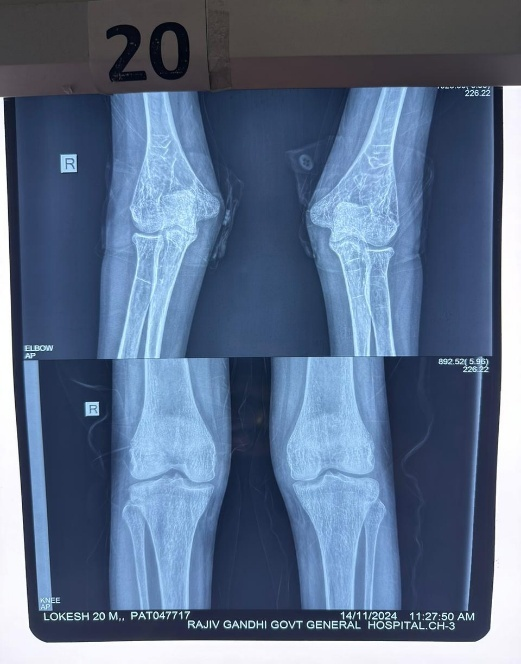 20
226.22
R
ELBOW
AP
892.52( 5.96)
226.22
R
KNEE
AP
LOKESH 20 M,, PAT047717
14/11/2024 11:27:50 AM
RAJIV GANDHI GOVT GENERAL HOSPITAL.CH-3